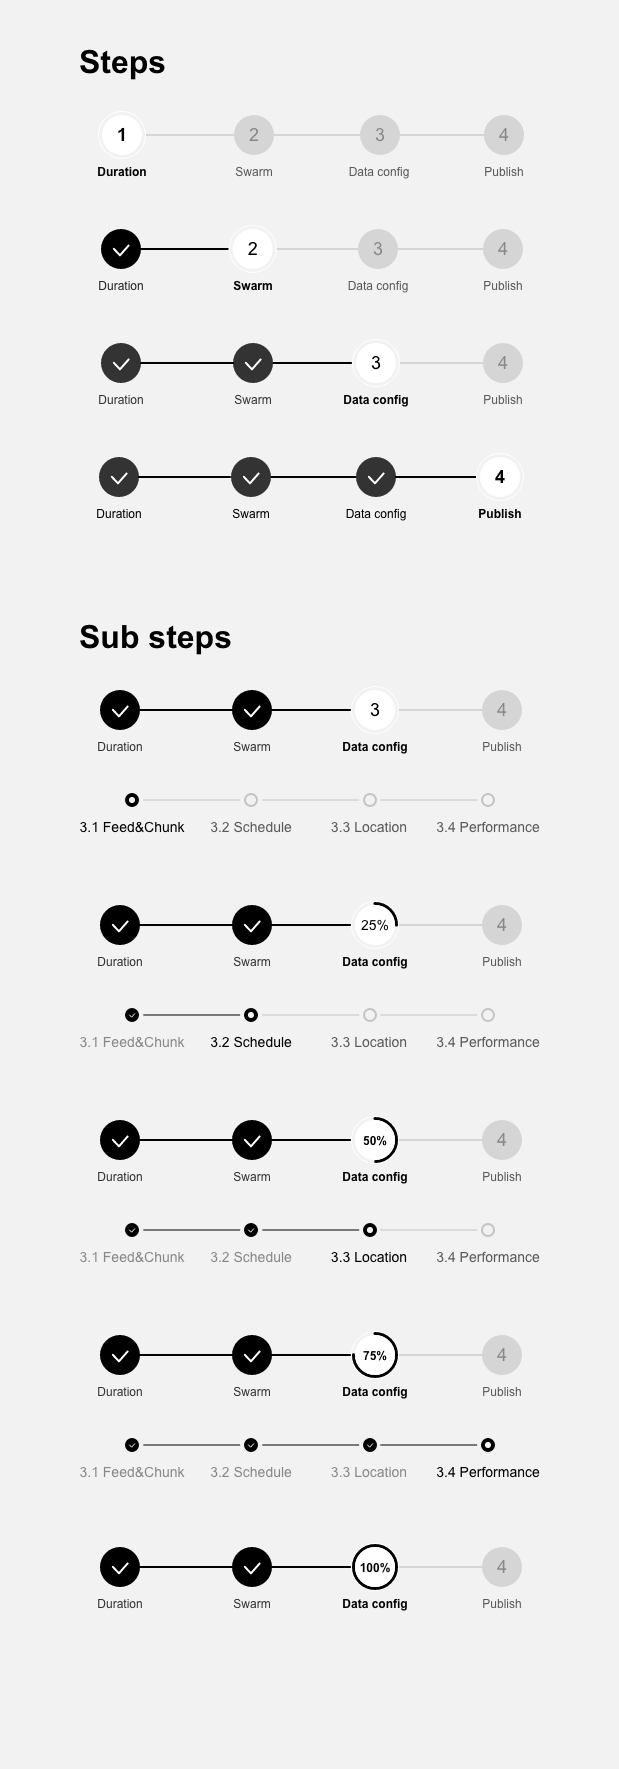 Steps
1 2 3 4
Duration Swarm Data config Publish
2 3 4
Duration Swarm Data config Publish
3 4
Duration Swarm Data config Publish
4
Duration Swarm Data config Publish
Sub steps
3 4
Duration Swarm Data config Publish
3.1 Feed&Chunk 3.2 Schedule 3.3 Location 3.4 Performance
25% 4
Duration Swarm Data config Publish
3.1 Feed&Chunk 3.2 Schedule 3.3 Location 3.4 Performance
50% 4
Duration Swarm Data config Publish
3.1 Feed&Chunk 3.2 Schedule 3.3 Location 3.4 Performance
75% 4
Duration Swarm Data config Publish
3.1 Feed&Chunk 3.2 Schedule 3.3 Location 3.4 Performance
100% 4
Duration Swarm Data config Publish